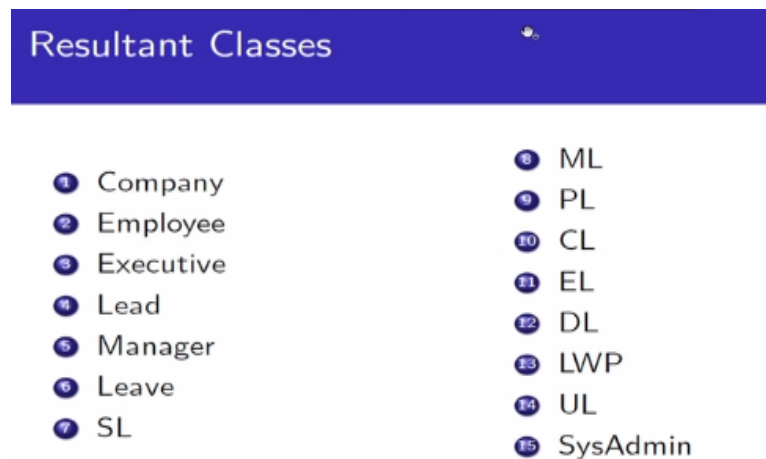 Resultant Classes
1 Company
2 Employee
3 Executive
4 Lead
5 Manager
6 Leave
7 SL
8 ML
9 PL
10 CL
11 EL
12 DL
13 LWP
14 UL
15 SysAdmin